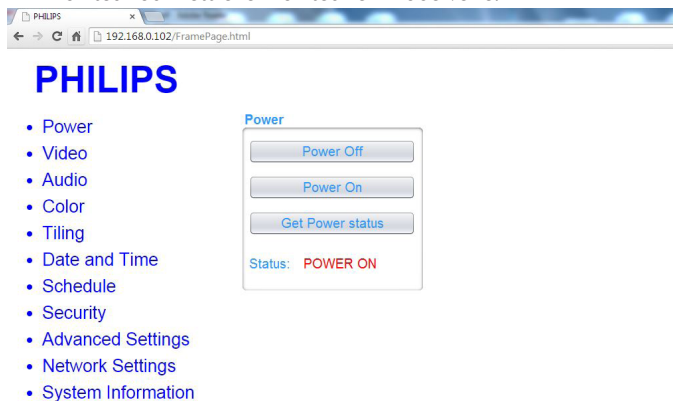 PHILIPS
192.168.0.102/FramePage.html
PHILIPS
Power
Video
Audio
Color
Tiling
Date and Time
Schedule
Security
Advanced Settings
Network Settings
System Information
Power
Power Off
Power On
Get Power status
Status: POWER ON